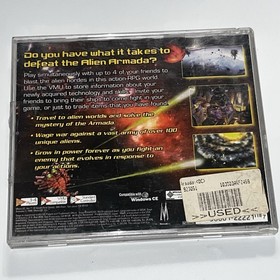 Do you have what it takes to
defeat the Alien Armada?
Play simultaneously with up to 4 of your friends to
blast the alien hordes in this action-RPG world.
Use the VMU to store information about your
newly acquired technology and
friends to bring their ships to come fight in your
game, or just to trade items that you have found.
• Travel to alien worlds and solve the
mystery of the Armada.
• Wage war against a vast army of over 100
unique aliens.
• Grow in power forever as you fight an
enemy that evolves in response to
your actions.
Compatible with
Windows CE
>>USED<<